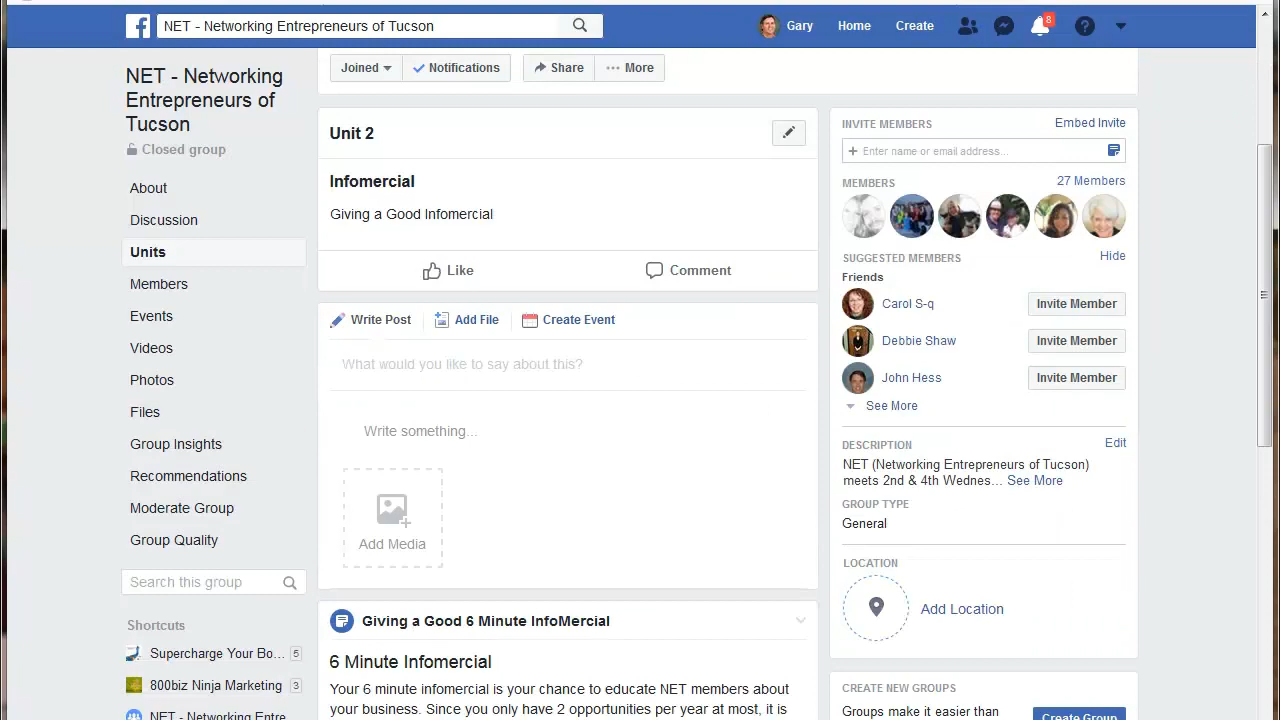 NET - Networking Entrepreneurs of Tucson
Gary
Home
Create
8
NET - Networking
Entrepreneurs of
Tucson
Closed group
About
Discussion
Units
Members
Events
Videos
Photos
Files
Group Insights
Recommendations
Moderate Group
Group Quality
Search this group
Shortcuts
Supercharge Your Bo... 5
800biz Ninja Marketing 3
NET - Networking Entre...
Joined
Notifications
Share
More
Unit 2
Infomercial
Giving a Good Infomercial
Like
Comment
Write Post
Add File
Create Event
What would you like to say about this?
Write something...
Add Media
Giving a Good 6 Minute InfoMercial
6 Minute Infomercial
Your 6 minute infomercial is your chance to educate NET members about
your business. Since you only have 2 opportunities per year at most, it is
INVITE MEMBERS
Embed Invite
+ Enter name or email address...
MEMBERS
27 Members
SUGGESTED MEMBERS
Hide
Friends
Carol S-q
Invite Member
Debbie Shaw
Invite Member
John Hess
Invite Member
See More
DESCRIPTION
Edit
NET (Networking Entrepreneurs of Tucson)
meets 2nd & 4th Wednes... See More
GROUP TYPE
General
LOCATION
Add Location
CREATE NEW GROUPS
Groups make it easier than
Create Group